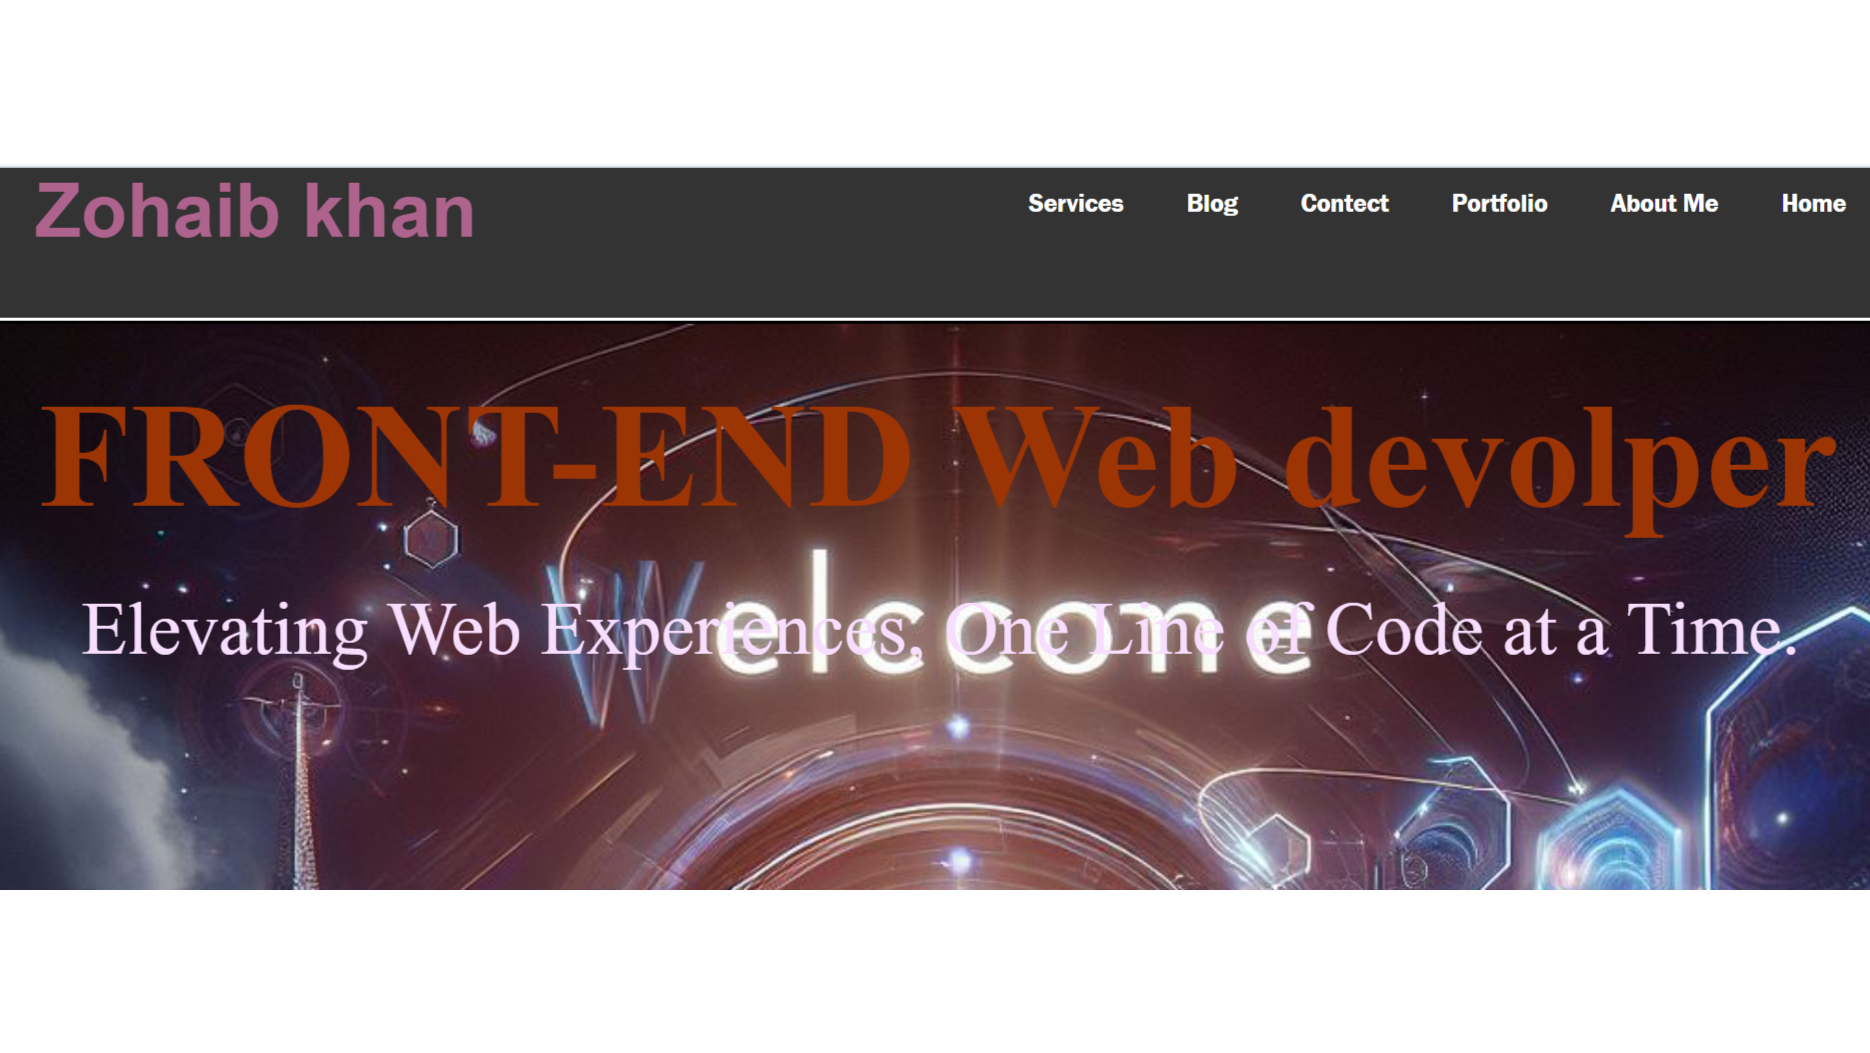 Zohaib khan
Services Blog Contect Portfolio About Me Home
FRONT-END Web devolper
Elevating Web Experiences, One Line of Code at a Time.
Welccome